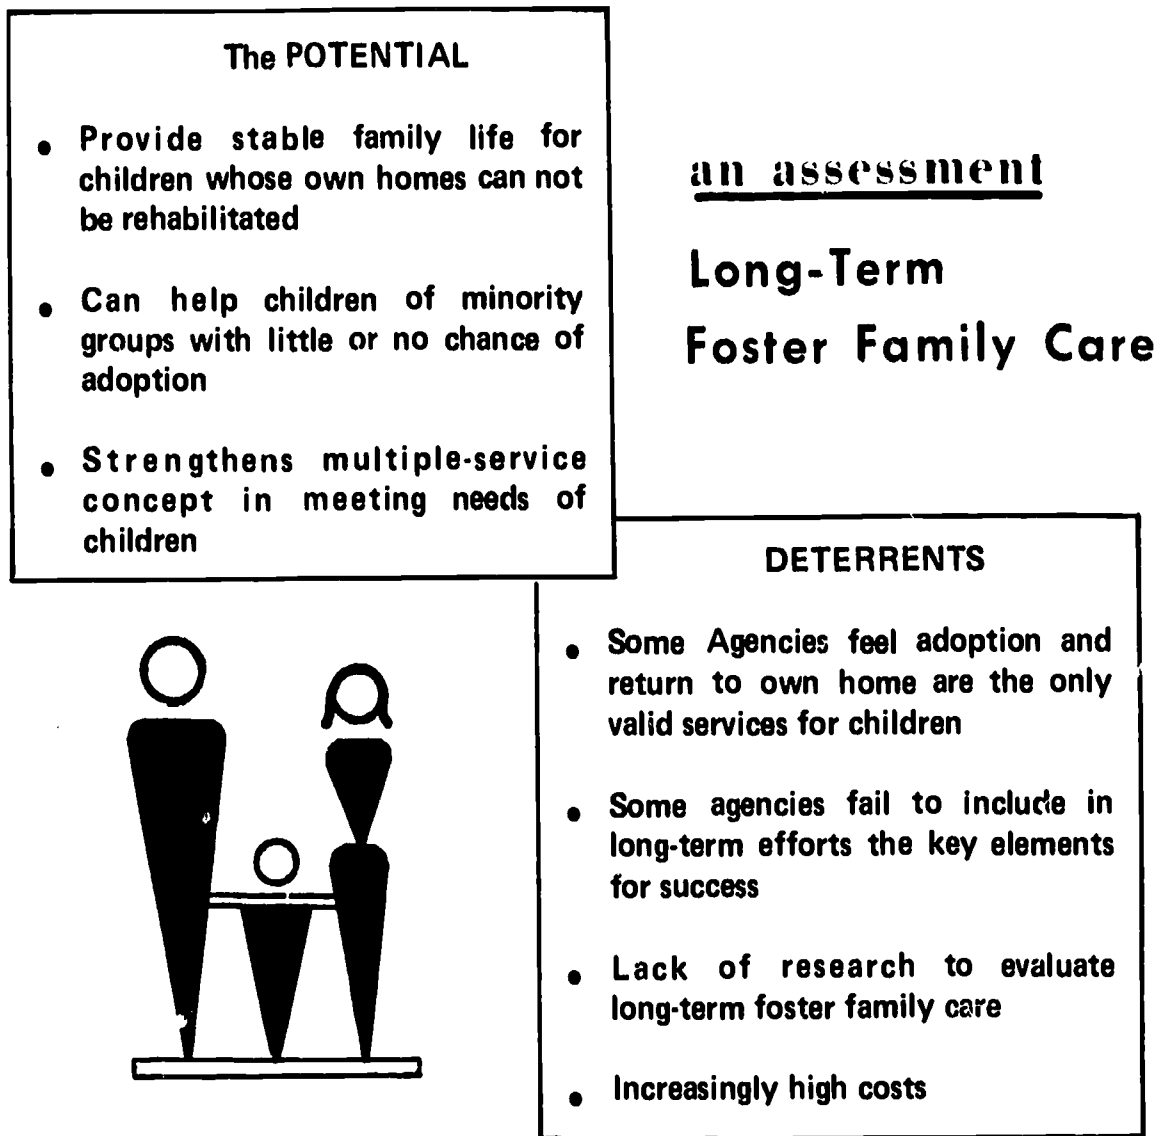 The POTENTIAL
• Provide stable family life for
children whose own homes can not
be rehabilitated
• Can help children of minority
groups with little or no chance of
adoption
• Strengthens multiple-service
concept in meeting needs of
children
an assessment
Long-Term
Foster Family Care
DETERRENTS
• Some Agencies feel adoption and
return to own home are the only
valid services for children
• Some agencies fail to include in
long-term efforts the key elements
for success
• Lack of research to evaluate
long-term foster family care
• Increasingly high costs